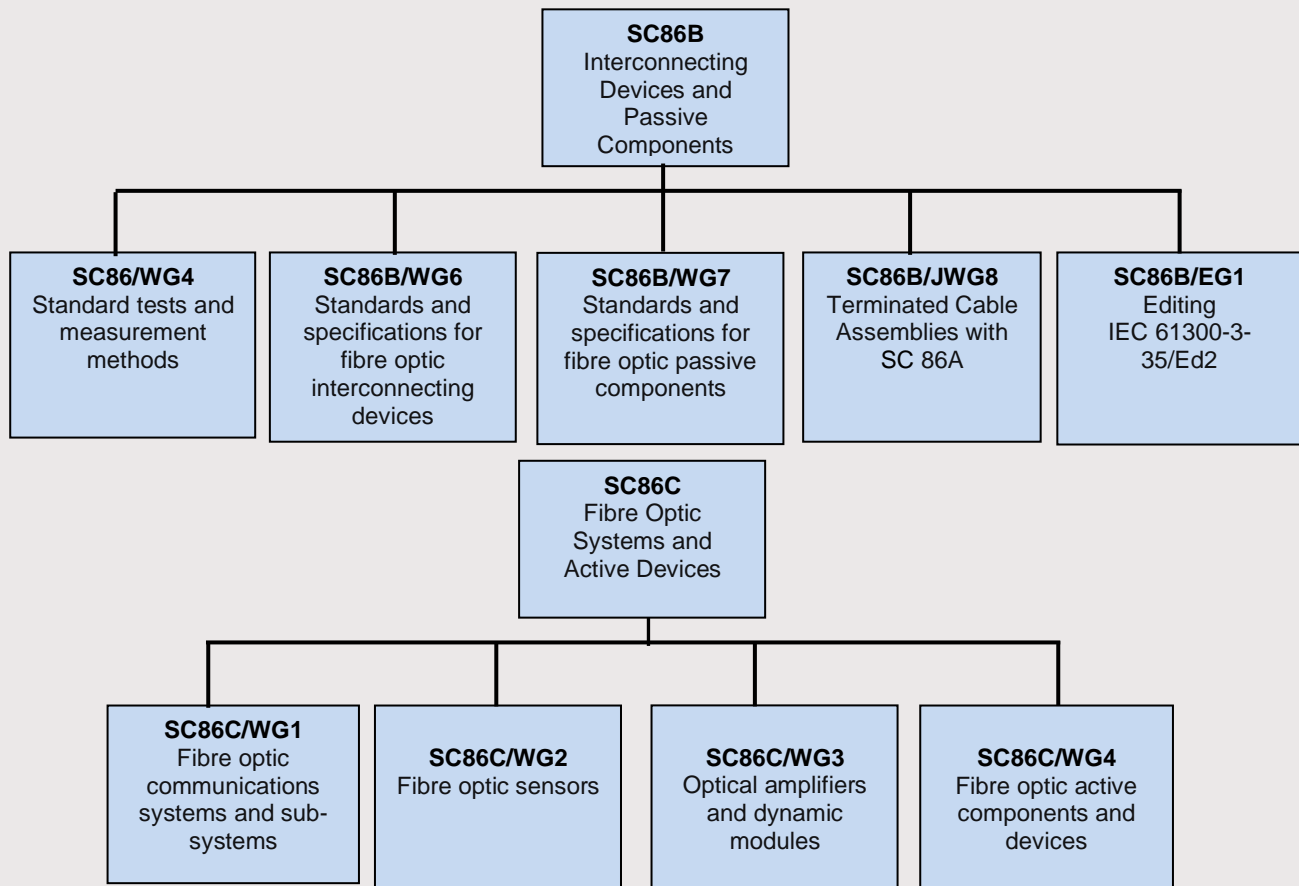 SC86B
Interconnecting
Devices and
Passive
Components
SC86/WG4
Standard tests and
measurement
methods
SC86B/WG6
Standards and
specifications for
fibre optic
interconnecting
devices
SC86B/WG7
Standards and
specifications for
fibre optic passive
components
SC86B/JWG8
Terminated Cable
Assemblies with
SC 86A
SC86B/EG1
Editing
IEC 61300-3-
35/Ed2
SC86C
Fibre Optic
Systems and
Active Devices
SC86C/WG1
Fibre optic
communications
systems and sub-
systems
SC86C/WG2
Fibre optic sensors
SC86C/WG3
Optical amplifiers
and dynamic
modules
SC86C/WG4
Fibre optic active
components and
devices